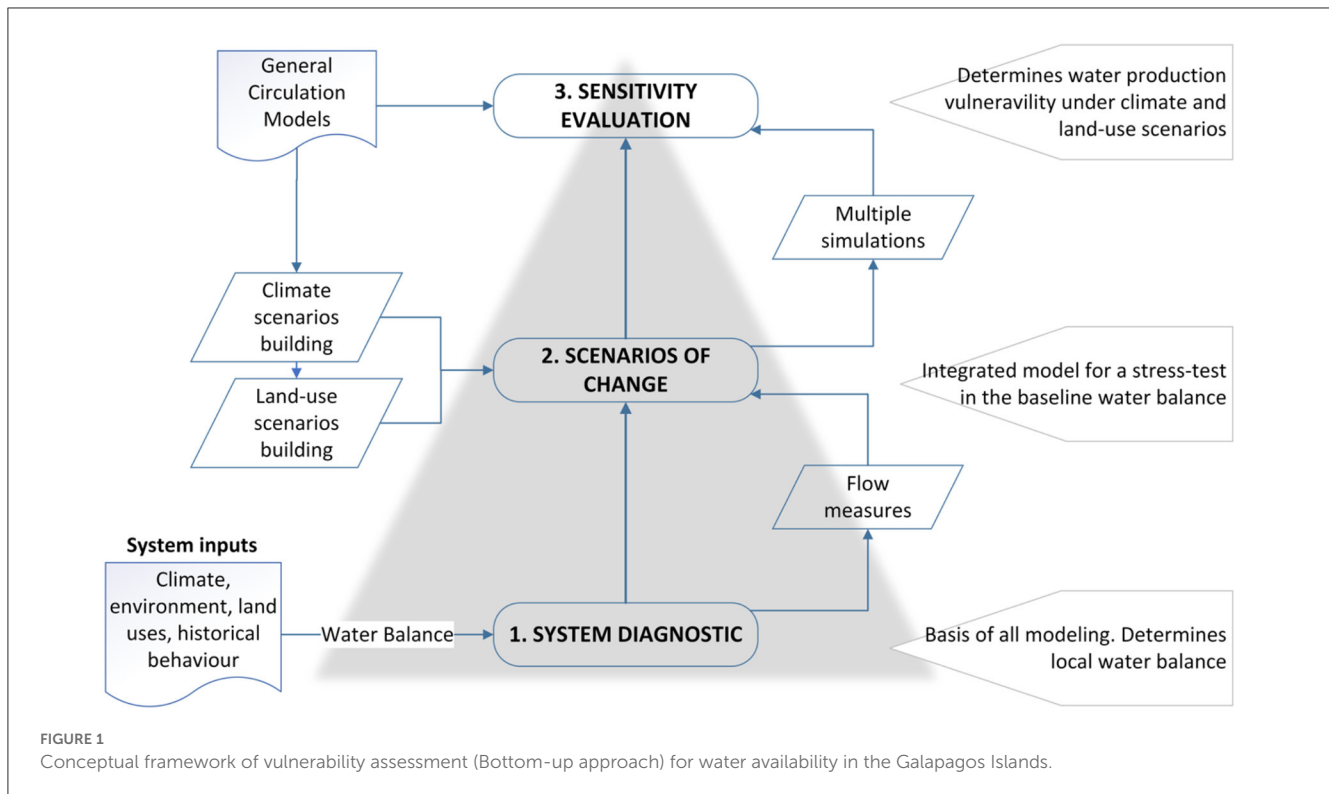 General
Circulation
Models
3. SENSITIVITY
EVALUATION
Determines water production
vulneravility under climate and
land-use scenarios
Multiple
simulations
Climate
scenarios
building
Land-use
scenarios
building
2. SCENARIOS OF
CHANGE
Integrated model for a stress-test
in the baseline water balance
Flow
measures
System inputs
Climate,
environment, land
uses, historical
behaviour
Water Balance
1. SYSTEM DIAGNOSTIC
Basis of all modeling. Determines
local water balance
FIGURE 1
Conceptual framework of vulnerability assessment (Bottom-up approach) for water availability in the Galapagos Islands.